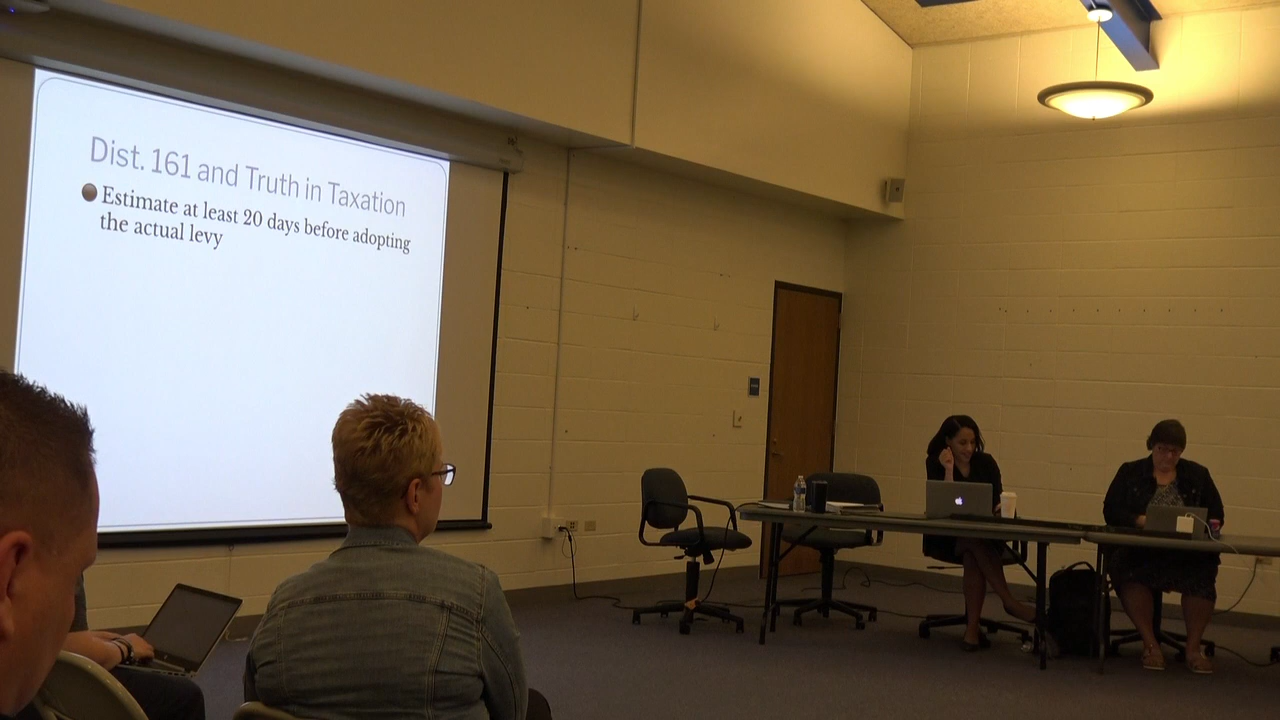 Dist. 161 and Truth in Taxation
Estimate at least 20 days before adopting
the actual levy